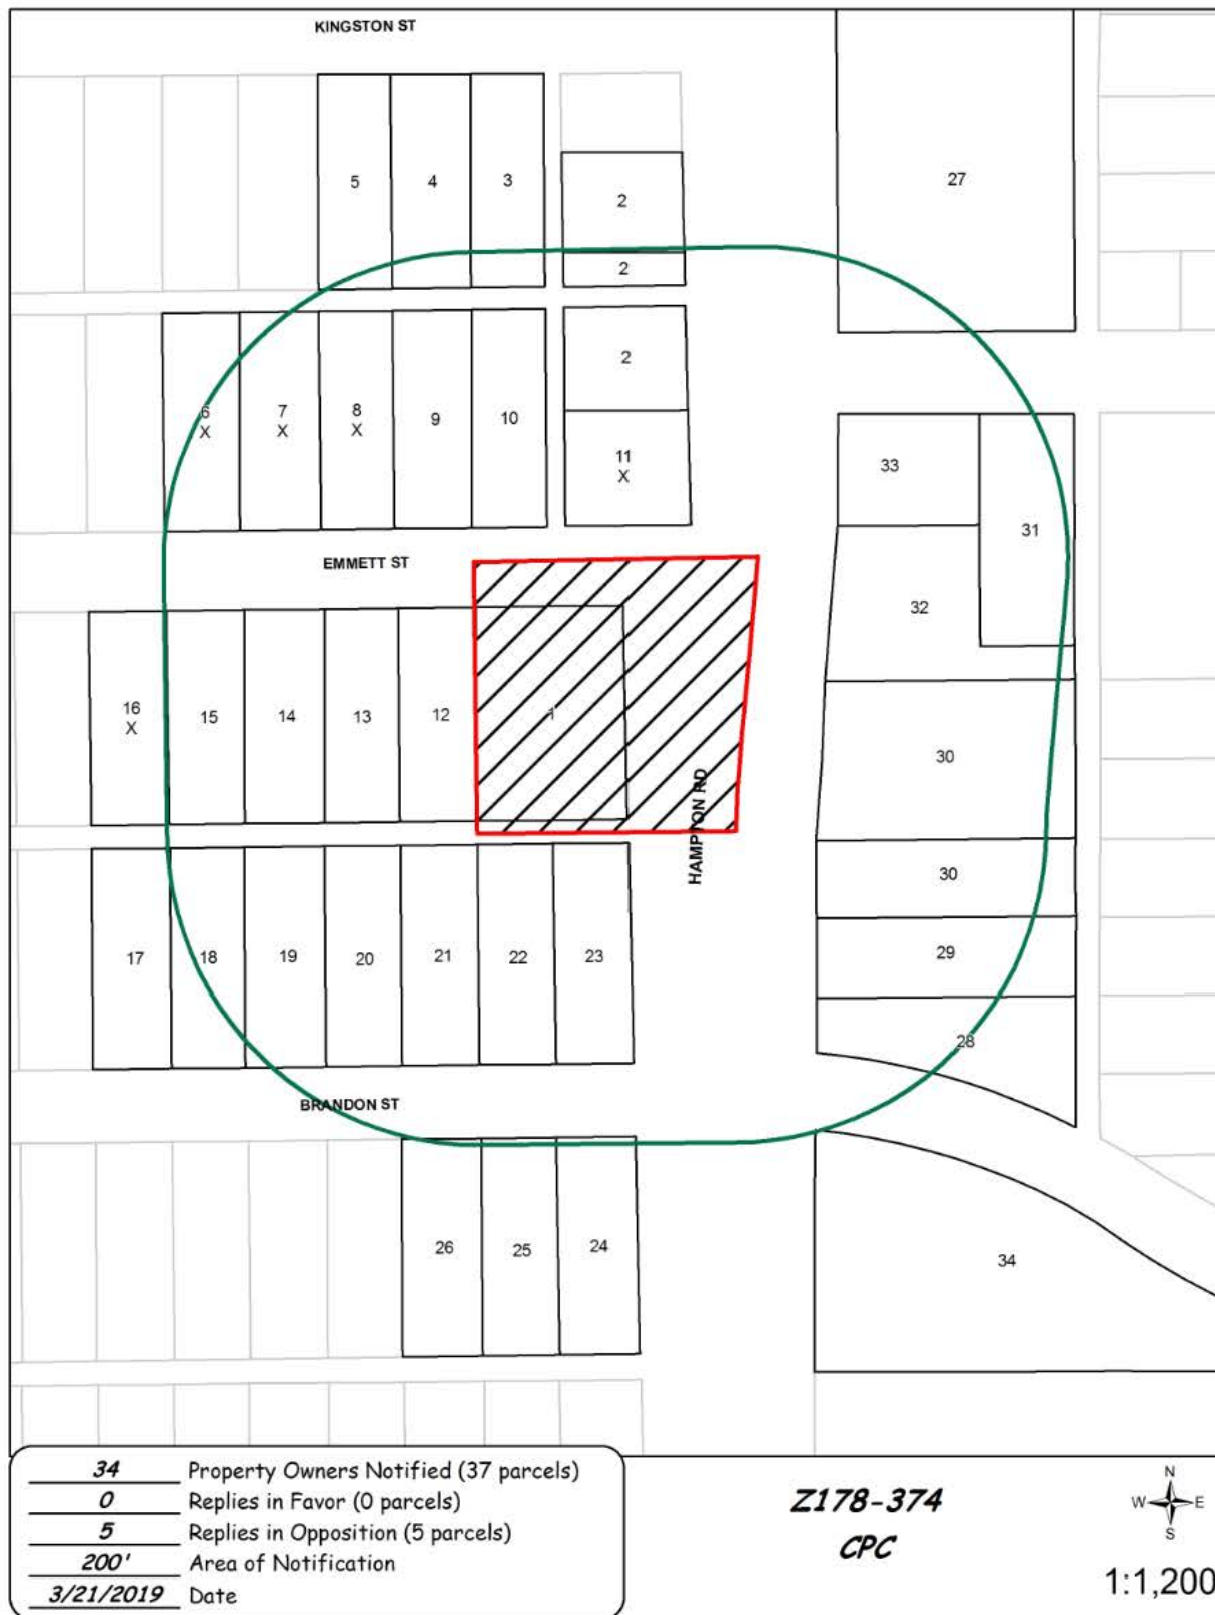 KINGSTON ST
5 4 3
2
27
2
2
6 7 8 9 10
X X X
11
X
33
31
EMMETT ST
32
16 15 14 13 12 1
X
30
HAMPTON RD
30
17 18 19 20 21 22 23
29
28
BRANDON ST
26 25 24
34
34 Property Owners Notified (37 parcels)
0 Replies in Favor (0 parcels)
5 Replies in Opposition (5 parcels)
200' Area of Notification
3/21/2019 Date
Z178-374
CPC
N
W E
S
1:1,200